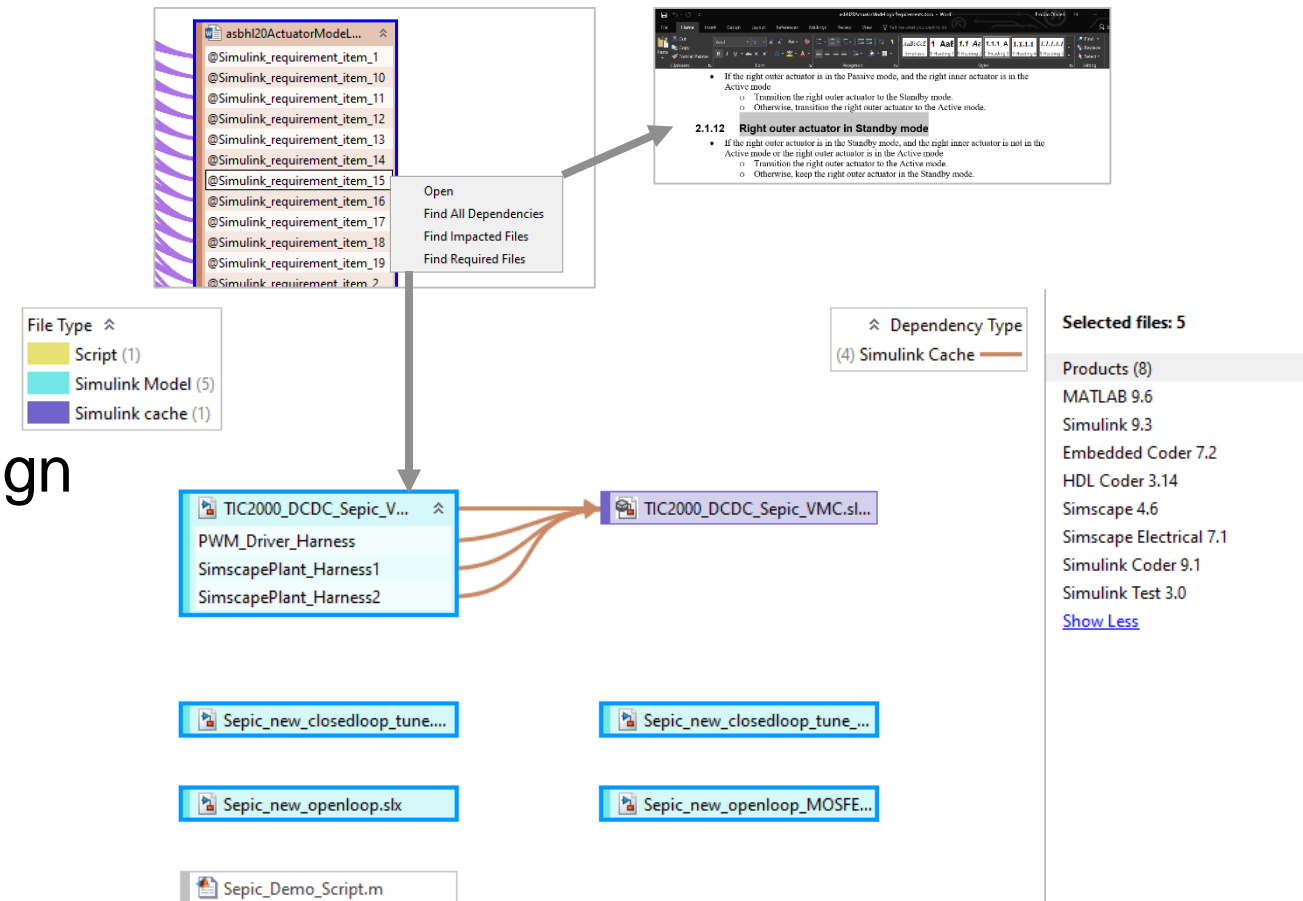 asbhl20ActuatorModeL...
@Simulink_requirement_item_1
@Simulink_requirement_item_10
@Simulink_requirement_item_11
@Simulink_requirement_item_12
@Simulink_requirement_item_13
@Simulink_requirement_item_14
@Simulink_requirement_item_15
@Simulink_requirement_item_16
@Simulink_requirement_item_17
@Simulink_requirement_item_18
@Simulink_requirement_item_19
@Simulink_requirement_item_2
Open
Find All Dependencies
Find Impacted Files
Find Required Files
File Home Insert Design Layout References Mailings Review View
• If the right outer actuator is in the Passive mode, and the right inner actuator is in the
Active mode
o Transition the right outer actuator to the Standby mode.
o Otherwise, transition the right outer actuator to the Active mode.
2.1.12 Right outer actuator in Standby mode
• If the right outer actuator is in the Standby mode, and the right inner actuator is not in the
Active mode or the right outer actuator is in the Active mode
o Transition the right outer actuator to the Active mode.
o Otherwise, keep the right outer actuator in the Standby mode.
File Type
Script (1)
Simulink Model (5)
Simulink cache (1)
Dependency Type
(4) Simulink Cache
gn
TIC2000_DCDC_Sepic_V...
PWM_Driver_Harness
SimscapePlant_Harness1
SimscapePlant_Harness2
TIC2000_DCDC_Sepic_VMC.sl...
Sepic_new_closedloop_tune....
Sepic_new_closedloop_tune_...
Sepic_new_openloop.slx
Sepic_new_openloop_MOSFE...
Sepic_Demo_Script.m
Selected files: 5
Products (8)
MATLAB 9.6
Simulink 9.3
Embedded Coder 7.2
HDL Coder 3.14
Simscape 4.6
Simscape Electrical 7.1
Simulink Coder 9.1
Simulink Test 3.0
Show Less